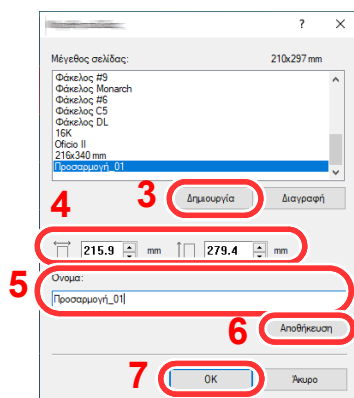 ? ×
Μέγεθος σελίδας: 210x297 mm
Φάκελος #9
Φάκελος Monarch
Φάκελος #6
Φάκελος C5
Φάκελος DL
16K
Oficio II
216x340 mm
Προσαρμογή_01
3 Δημιουργία Διαγραφή
4
215.9 mm 279.4 mm
5 Όνομα:
Προσαρμογή_01
6 Αποθήκευση
7 OK Άκυρο